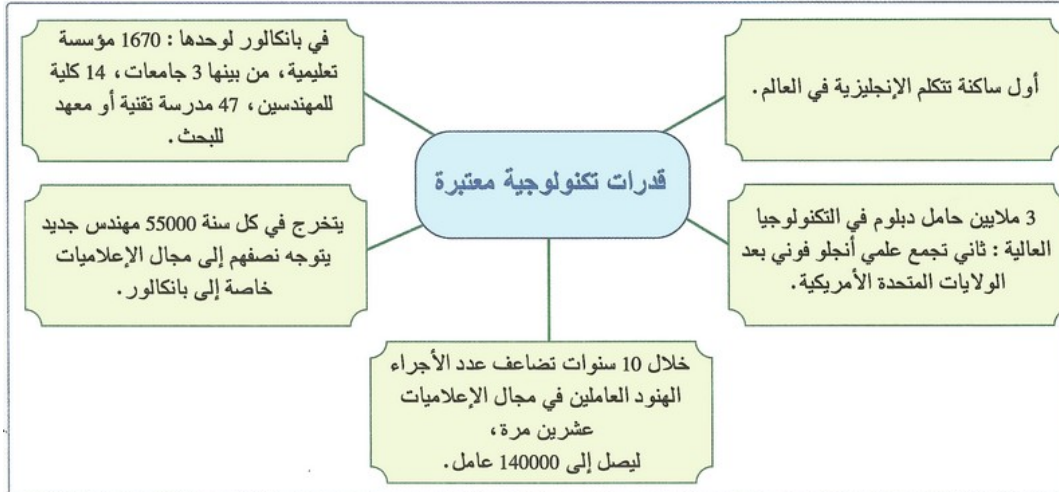 قدرات تكنولوجية معتبرة
أول ساكنة تتكلم الإنجليزية في العالم.
3 ملايين حامل دبلوم في التكنولوجيا
العالية : ثاني تجمع علمي أنجلو فوني بعد
الولايات المتحدة الأمريكية.
خلال 10 سنوات تضاعف عدد الأجراء
الهنود العاملين في مجال الإعلاميات
عشرين مرة،
ليصل إلى 140000 عامل.
يتخرج في كل سنة 55000 مهندس جديد
يتوجه نصفهم إلى مجال الإعلاميات
خاصة إلى بانكالور.
في بانكالور لوحدها : 1670 مؤسسة
تعليمية، من بينها 3 جامعات، 14 كلية
للمهندسين، 47 مدرسة تقنية أو معهد
للبحث.